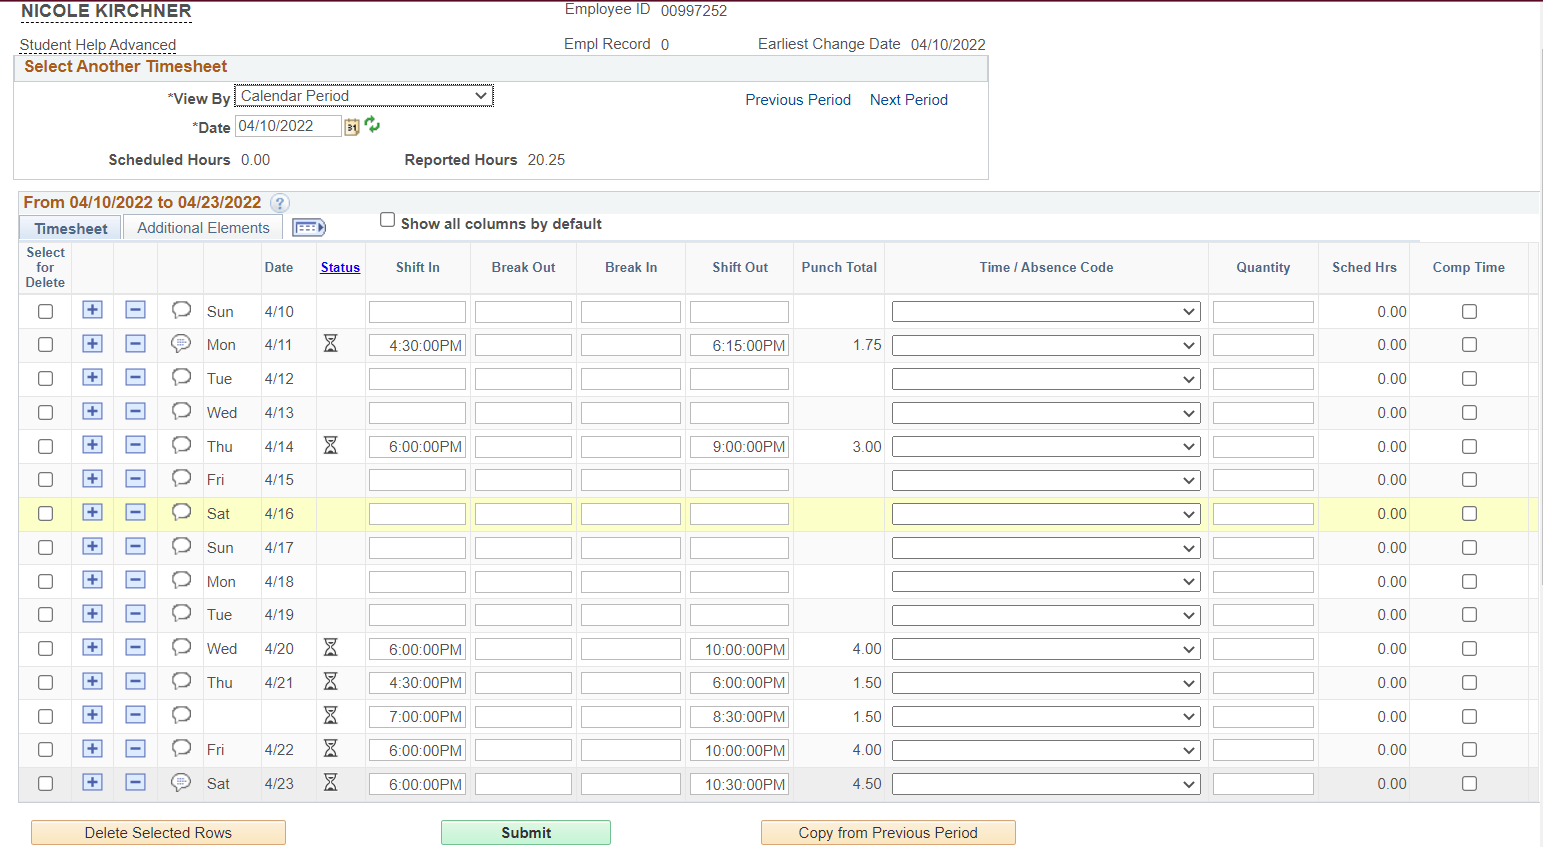 NICOLE KIRCHNER Employee ID 00997252
Student Help Advanced Empl Record 0 Earliest Change Date 04/10/2022
Select Another Timesheet
*View By Calendar Period Previous Period Next Period
*Date 04/10/2022 31
Scheduled Hours 0.00 Reported Hours 20.25
From 04/10/2022 to 04/23/2022 ?
Timesheet Additional Elements Show all columns by default
Select for Delete Date Status Shift In Break Out Break In Shift Out Punch Total Time / Absence Code Quantity Sched Hrs Comp Time
Sun 4/10 0.00
Mon 4/11 4:30:00PM 6:15:00PM 1.75 0.00
Tue 4/12 0.00
Wed 4/13 0.00
Thu 4/14 6:00:00PM 9:00:00PM 3.00 0.00
Fri 4/15 0.00
Sat 4/16 0.00
Sun 4/17 0.00
Mon 4/18 0.00
Tue 4/19 0.00
Wed 4/20 6:00:00PM 10:00:00PM 4.00 0.00
Thu 4/21 4:30:00PM 6:00:00PM 1.50 0.00
7:00:00PM 8:30:00PM 1.50 0.00
Fri 4/22 6:00:00PM 10:00:00PM 4.00 0.00
Sat 4/23 6:00:00PM 10:30:00PM 4.50 0.00
Delete Selected Rows Submit Copy from Previous Period